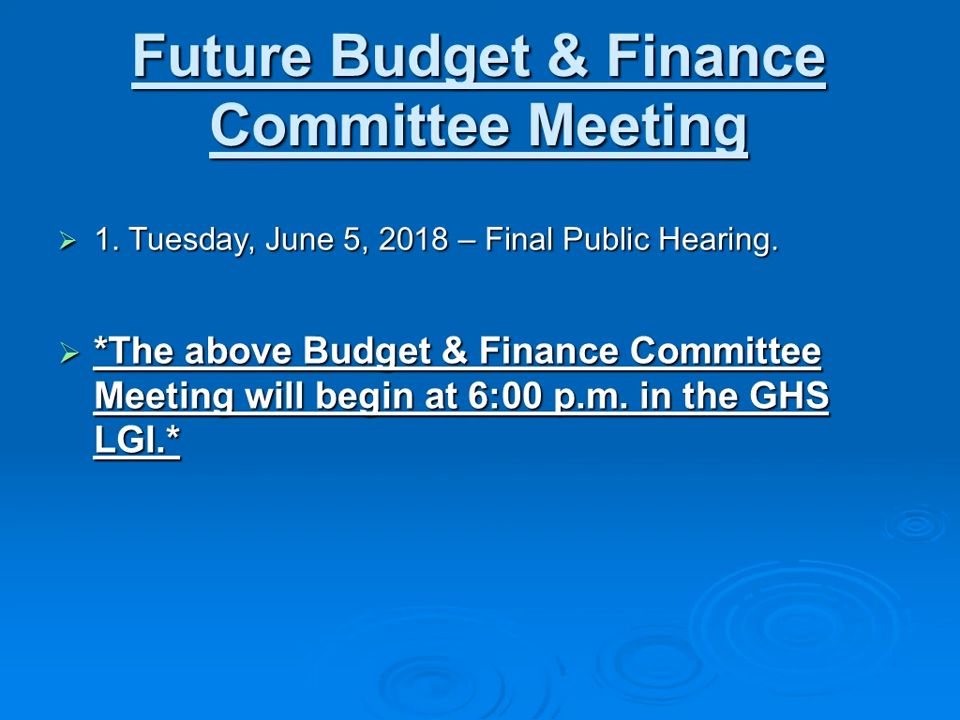 Future Budget & Finance
Committee Meeting
1. Tuesday, June 5, 2018 – Final Public Hearing.
*The above Budget & Finance Committee
Meeting will begin at 6:00 p.m. in the GHS
LGI.*